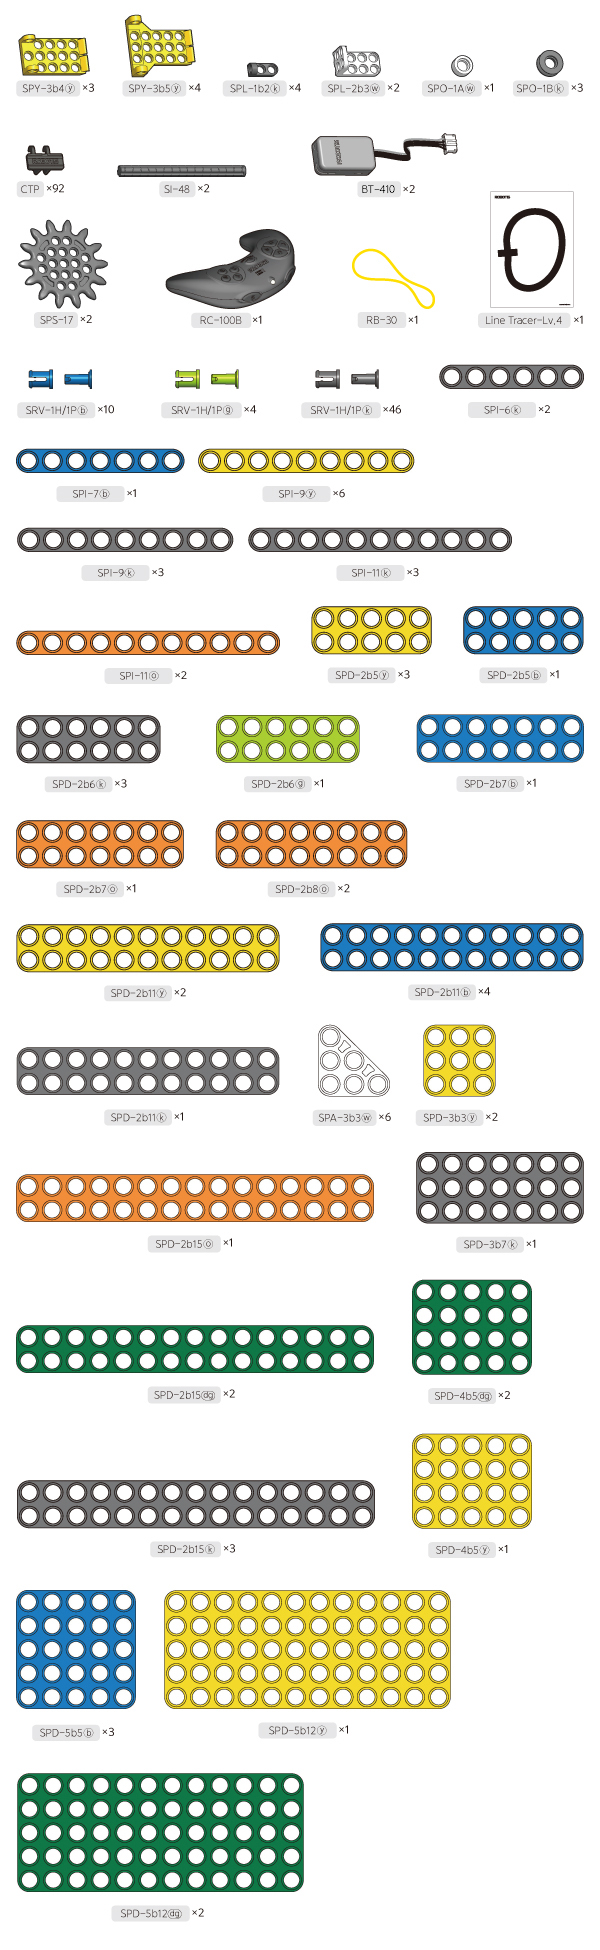 SPY-3b4ⓨ ×3
SPY-3b5ⓨ ×4
SPL-1b2ⓚ ×4
SPL-2b3ⓦ ×2
SPO-1Aⓦ ×1
SPO-1Bⓚ ×3
CTP ×92
SI-48 ×2
BT-410 ×2
ROBOTIS
SPS-17 ×2
RC-100B ×1
RB-30 ×1
Line Tracer-Lv.4 ×1
SRV-1H/1Pⓑ ×10
SRV-1H/1Pⓖ ×4
SRV-1H/1Pⓚ ×46
SPI-6ⓚ ×2
SPI-7ⓑ ×1
SPI-9ⓨ ×6
SPI-9ⓚ ×3
SPI-11ⓚ ×3
SPI-11ⓞ ×2
SPD-2b5ⓨ ×3
SPD-2b5ⓑ ×1
SPD-2b6ⓚ ×3
SPD-2b6ⓖ ×1
SPD-2b7ⓑ ×1
SPD-2b7ⓞ ×1
SPD-2b8ⓞ ×2
SPD-2b11ⓨ ×2
SPD-2b11ⓑ ×4
SPD-2b11ⓚ ×1
SPA-3b3ⓦ ×6
SPD-3b3ⓨ ×2
SPD-2b15ⓞ ×1
SPD-3b7ⓚ ×1
SPD-2b15dg ×2
SPD-4b5dg ×2
SPD-2b15ⓚ ×3
SPD-4b5ⓨ ×1
SPD-5b5ⓑ ×3
SPD-5b12ⓨ ×1
SPD-5b12dg ×2